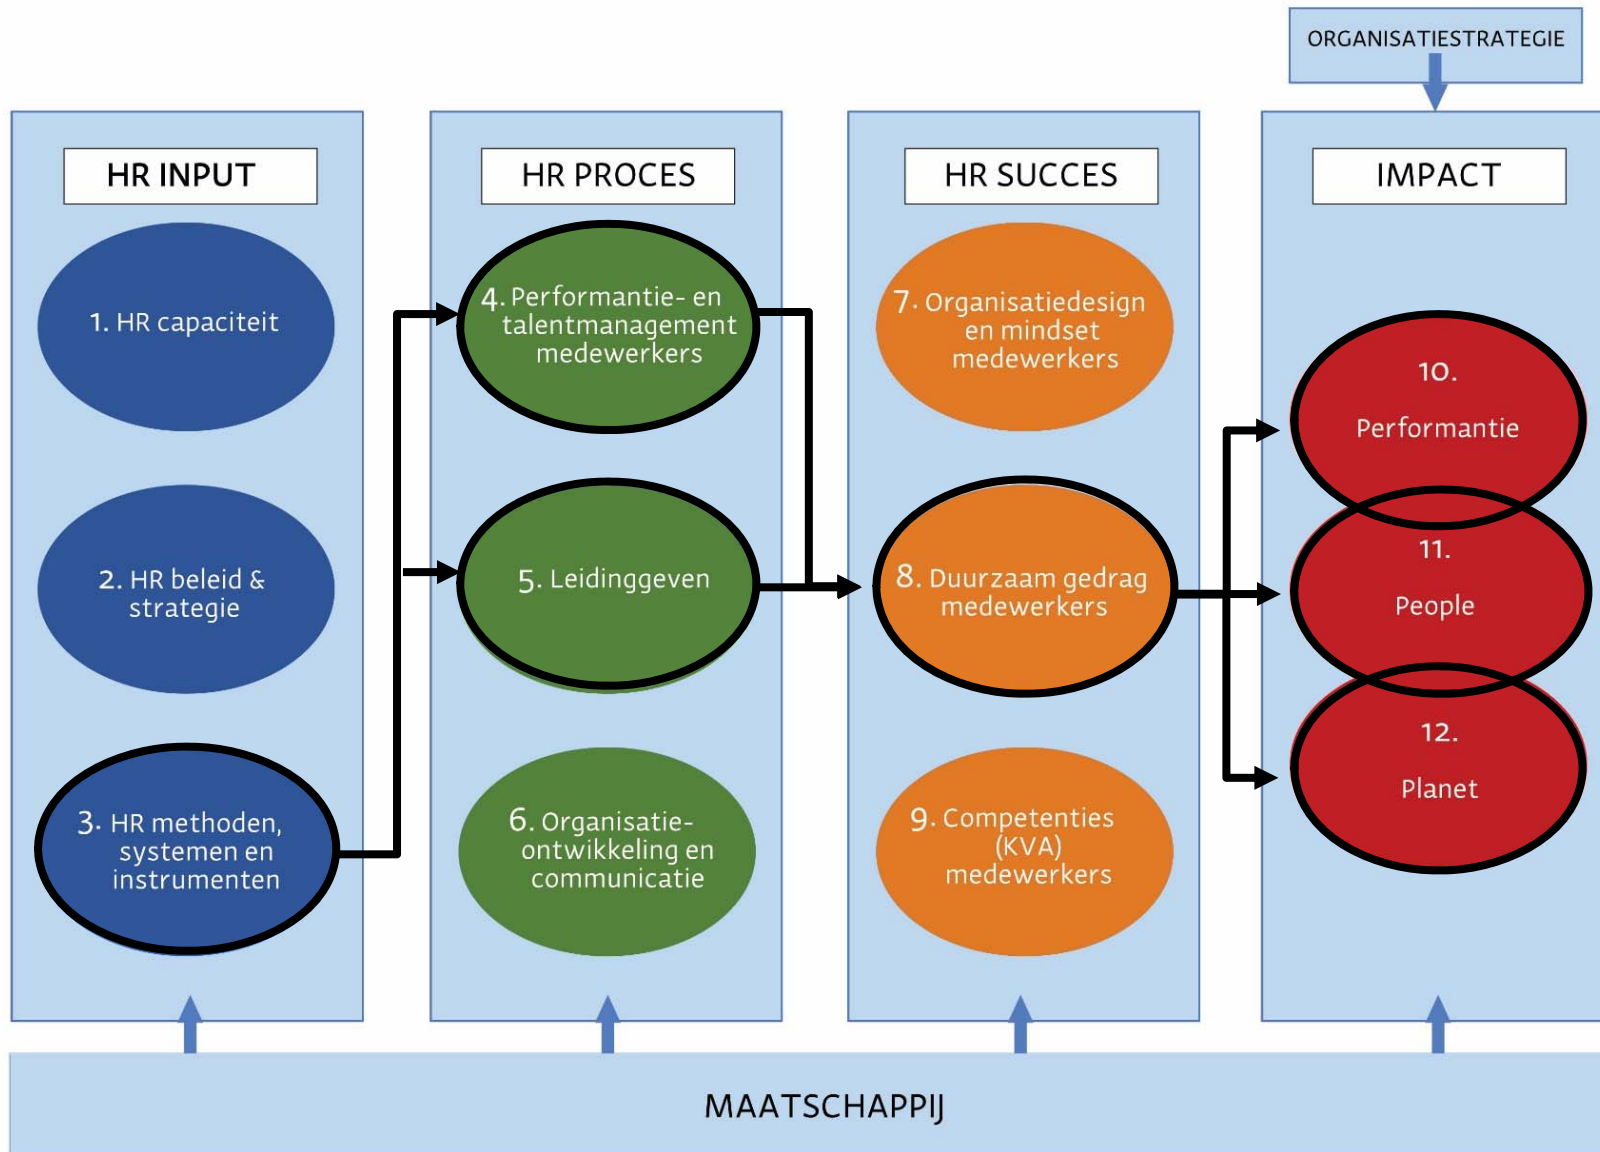 ORGANISATIESTRATEGIE
HR INPUT
1. HR capaciteit
2. HR beleid &
strategie
3. HR methoden,
systemen en
instrumenten
HR PROCES
4. Performantie- en
talentmanagement
medewerkers
5. Leidinggeven
6. Organisatie-
ontwikkeling en
communicatie
HR SUCCES
7. Organisatiedesign
en mindset
medewerkers
8. Duurzaam gedrag
medewerkers
9. Competenties
(KVA)
medewerkers
IMPACT
10.
Performantie
11.
People
12.
Planet
MAATSCHAPPIJ